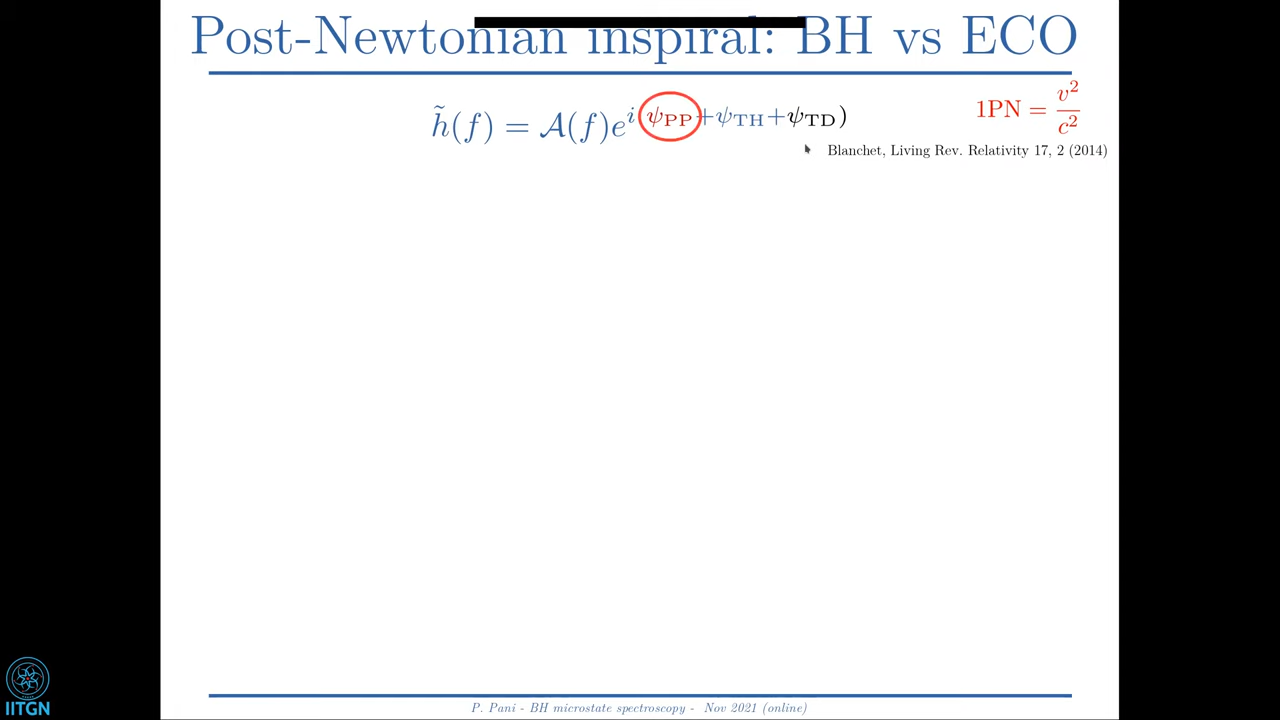 Post-Newtonian inspiral: BH vs ECO
h̃(f) = A(f)e^{i(ψ_PP+ψ_TH+ψ_TD)}
1PN = v²/c²
Blanchet, Living Rev. Relativity 17, 2 (2014)
IITGN
P. Pani - BH microstate spectroscopy - Nov 2021 (online)